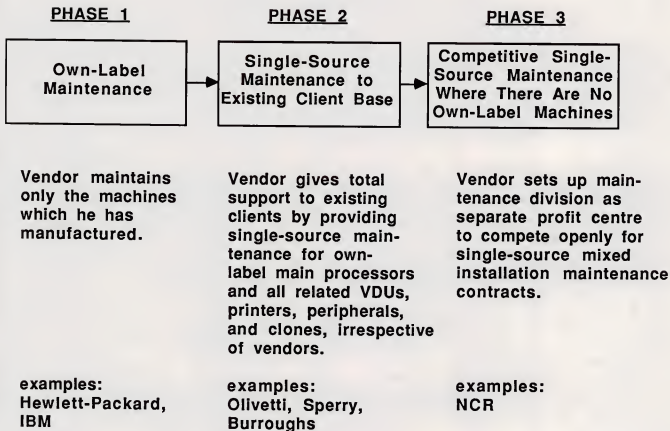 PHASE 1
PHASE 2
PHASE 3
Own-Label
Maintenance
Single-Source
Maintenance to
Existing Client Base
Competitive Single-
Source Maintenance
Where There Are No
Own-Label Machines
Vendor maintains
only the machines
which he has
manufactured.
Vendor gives total
support to existing
clients by providing
single-source main-
tenance for own-
label main processors
and all related VDUs,
printers, peripherals,
and clones, irrespective
of vendors.
Vendor sets up main-
tenance division as
separate profit centre
to compete openly for
single-source mixed
installation maintenance
contracts.
examples:
Hewlett-Packard,
IBM
examples:
Olivetti, Sperry,
Burroughs
examples:
NCR